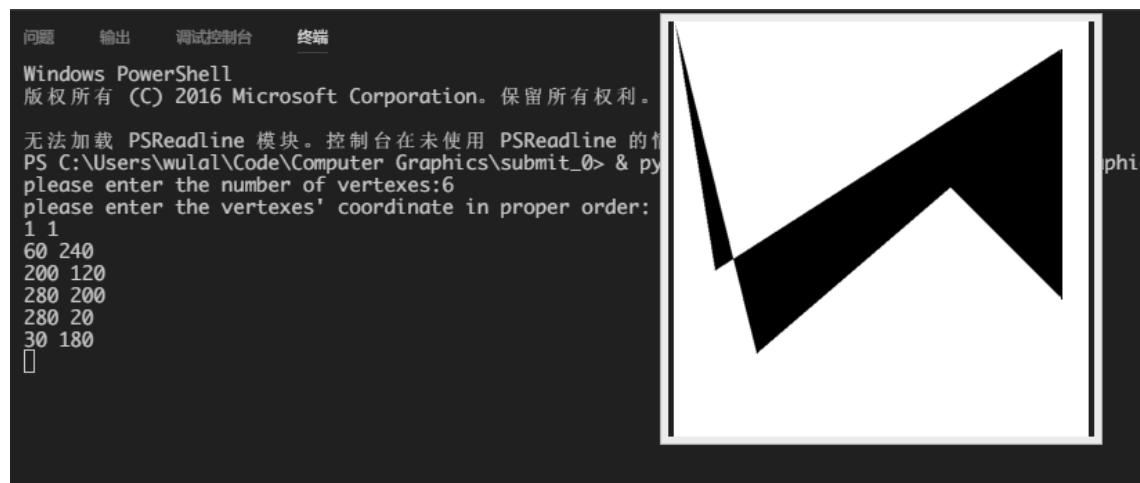 问题 输出 调试控制台 终端
Windows PowerShell
版权所有 (C) 2016 Microsoft Corporation。保留所有权利。
无法加载 PSReadline 模块。控制台在未使用 PSReadline 的
PS C:\Users\wulal\Code\Computer Graphics\submit_0> & py
please enter the number of vertexes:6
please enter the vertexes' coordinate in proper order:
1 1
60 240
200 120
280 200
280 20
30 180